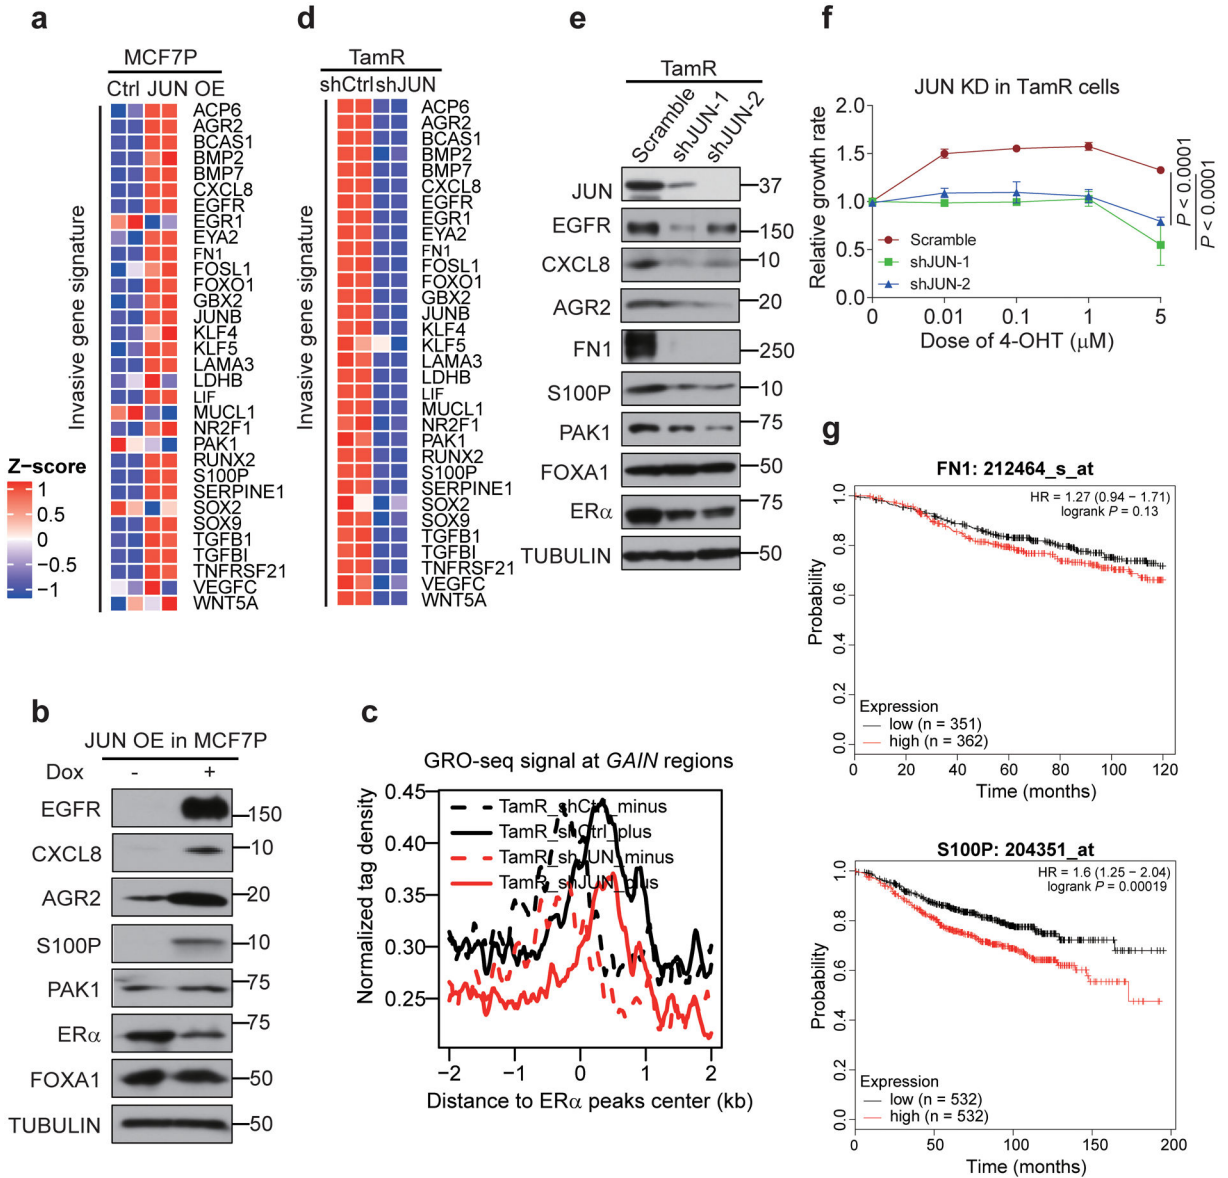 a
MCF7P
Ctrl JUN OE
Invasive gene signature
ACP6
AGR2
BCAS1
BMP2
BMP7
CXCL8
EGFR
EGR1
EYA2
FN1
FOSL1
FOXO1
GBX2
JUNB
KLF4
KLF5
LAMA3
LDHB
LIF
MUCL1
NR2F1
PAK1
RUNX2
S100P
SERPINE1
SOX2
SOX9
TGFB1
TGFBI
TNFRSF21
VEGFC
WNT5A
Z−score
1
0.5
0
−0.5
−1
d
TamR
shCtrl shJUN
Invasive gene signature
ACP6
AGR2
BCAS1
BMP2
BMP7
CXCL8
EGFR
EGR1
EYA2
FN1
FOSL1
FOXO1
GBX2
JUNB
KLF4
KLF5
LAMA3
LDHB
LIF
MUCL1
NR2F1
PAK1
RUNX2
S100P
SERPINE1
SOX2
SOX9
TGFB1
TGFBI
TNFRSF21
VEGFC
WNT5A
e
TamR
Scramble
shJUN-1
shJUN-2
JUN 37
EGFR 150
CXCL8 10
AGR2 20
FN1 250
S100P 10
PAK1 75
FOXA1 50
ERα 75
TUBULIN 50
f
JUN KD in TamR cells
Relative growth rate
2.0
1.5
1.0
0.5
0.0
Scramble
shJUN-1
shJUN-2
P < 0.0001
P < 0.0001
0 0.01 0.1 1 5
Dose of 4-OHT (μM)
b
JUN OE in MCF7P
Dox - +
EGFR 150
CXCL8 10
AGR2 20
S100P 10
PAK1 75
ERα 75
FOXA1 50
TUBULIN 50
c
GRO-seq signal at GAIN regions
Normalized tag density
0.45
0.40
0.35
0.30
0.25
TamR_shCtrl_minus
TamR_shCtrl_plus
TamR_shJUN_minus
TamR_shJUN_plus
−2 −1 0 1 2
Distance to ERα peaks center (kb)
g
FN1: 212464_s_at
HR = 1.27 (0.94 − 1.71)
logrank P = 0.13
Probability
1.0
0.8
0.6
0.4
0.2
0.0
Expression
low (n = 351)
high (n = 362)
0 20 40 60 80 100 120
Time (months)
S100P: 204351_at
HR = 1.6 (1.25 − 2.04)
logrank P = 0.00019
Probability
1.0
0.8
0.6
0.4
0.2
0.0
Expression
low (n = 532)
high (n = 532)
0 50 100 150 200
Time (months)